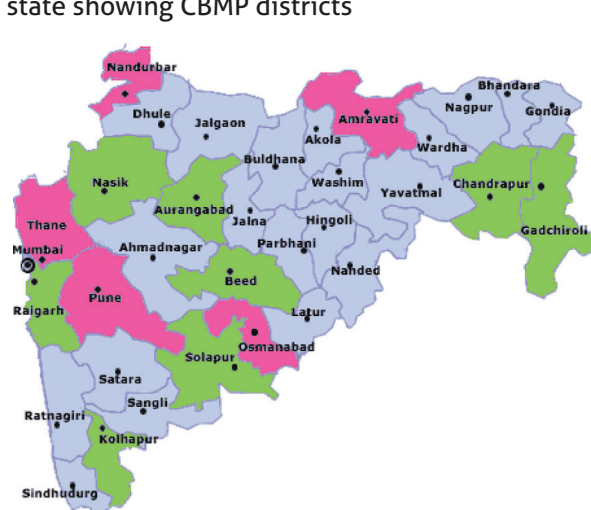 state showing CBMP districts
Nandurbar
Dhule
Jalgaon
Akola
Amravati
Nagpur
Bhandara
Gondia
Wardha
Buldhana
Washim
Yavatmal
Chandrapur
Gadchiroli
Nasik
Aurangabad
Jalna
Hingoli
Parbhani
Nanded
Thane
Mumbai
Ahmadnagar
Beed
Latur
Raigarh
Pune
Osmanabad
Solapur
Satara
Sangli
Ratnagiri
Kolhapur
Sindhudurg